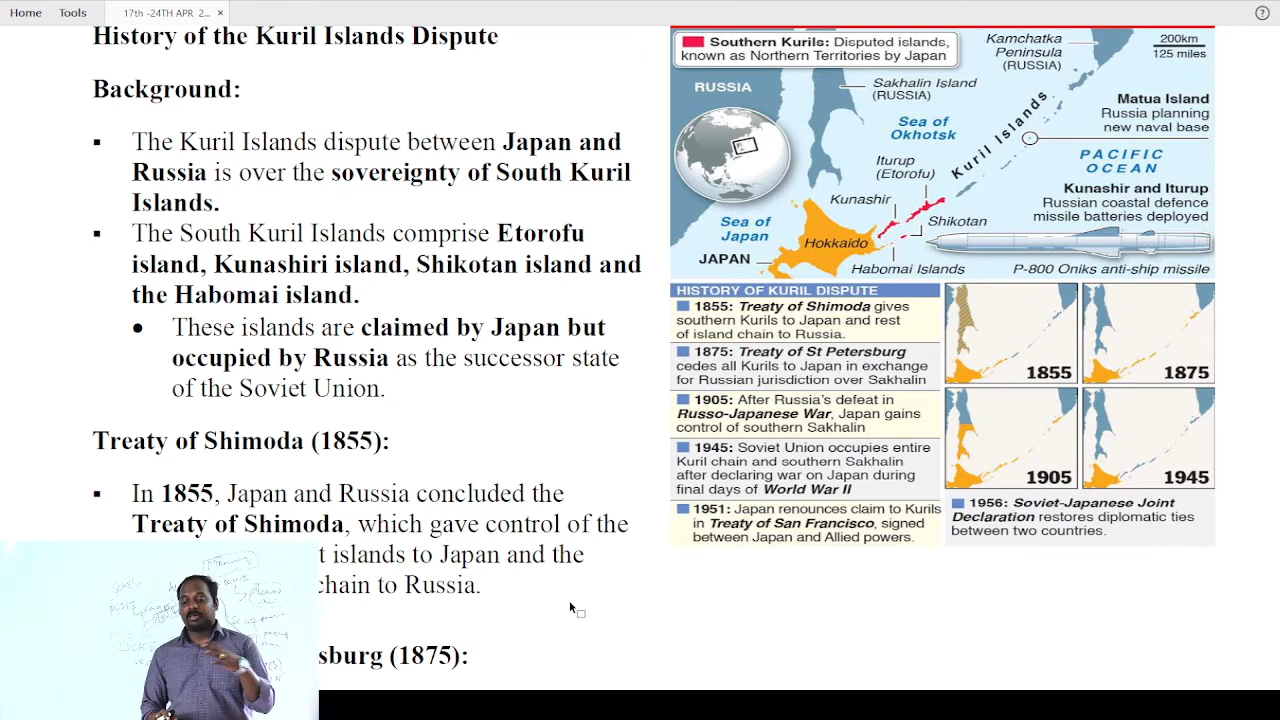 Home
Tools
17th -24TH APR 2...
×
History of the Kuril Islands Dispute
Background:
▪ The Kuril Islands dispute between Japan and
Russia is over the sovereignty of South Kuril
Islands.
▪ The South Kuril Islands comprise Etorofu
island, Kunashiri island, Shikotan island and
the Habomai island.
• These islands are claimed by Japan but
occupied by Russia as the successor state
of the Soviet Union.
Treaty of Shimoda (1855):
▪ In 1855, Japan and Russia concluded the
Treaty of Shimoda, which gave control of the
t islands to Japan and the
chain to Russia.
sburg (1875):
Southern Kurils: Disputed islands,
known as Northern Territories by Japan
Kamchatka
Peninsula
(RUSSIA)
200km
125 miles
RUSSIA
Sakhalin Island
(RUSSIA)
Sea of
Okhotsk
Kuril Islands
Matua Island
Russia planning
new naval base
Iturup
(Etorofu)
PACIFIC
OCEAN
Kunashir
Kunashir and Iturup
Russian coastal defence
missile batteries deployed
Sea of
Japan
Shikotan
Hokkaido
JAPAN
Habomai Islands
P-800 Oniks anti-ship missile
HISTORY OF KURIL DISPUTE
1855: Treaty of Shimoda gives
southern Kurils to Japan and rest
of island chain to Russia.
1875: Treaty of St Petersburg
cedes all Kurils to Japan in exchange
for Russian jurisdiction over Sakhalin
1905: After Russia's defeat in
Russo-Japanese War, Japan gains
control of southern Sakhalin
1945: Soviet Union occupies entire
Kuril chain and southern Sakhalin
after declaring war on Japan during
final days of World War II
1951: Japan renounces claim to Kurils
in Treaty of San Francisco, signed
between Japan and Allied powers.
1855
1875
1905
1945
1956: Soviet-Japanese Joint
Declaration restores diplomatic ties
between two countries.